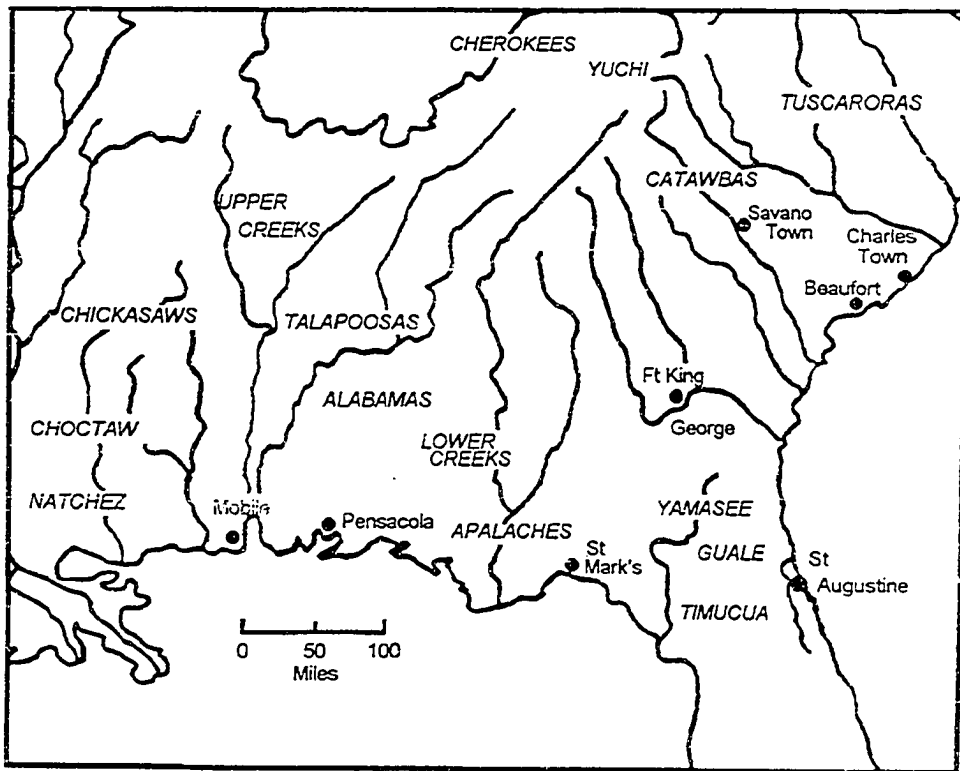 CHEROKEES
YUCHI
TUSCARORAS
CATAWBAS
UPPER
CREEKS
Savano
Town
Charles
Town
Beaufort
CHICKASAWS
TALAPOOSAS
Ft King
George
ALABAMAS
CHOCTAW
LOWER
CREEKS
NATCHEZ
Mobile
Pensacola
APALACHES
YAMASEE
GUALE
St
Mark's
St
Augustine
TIMUCUA
0 60 100
Miles